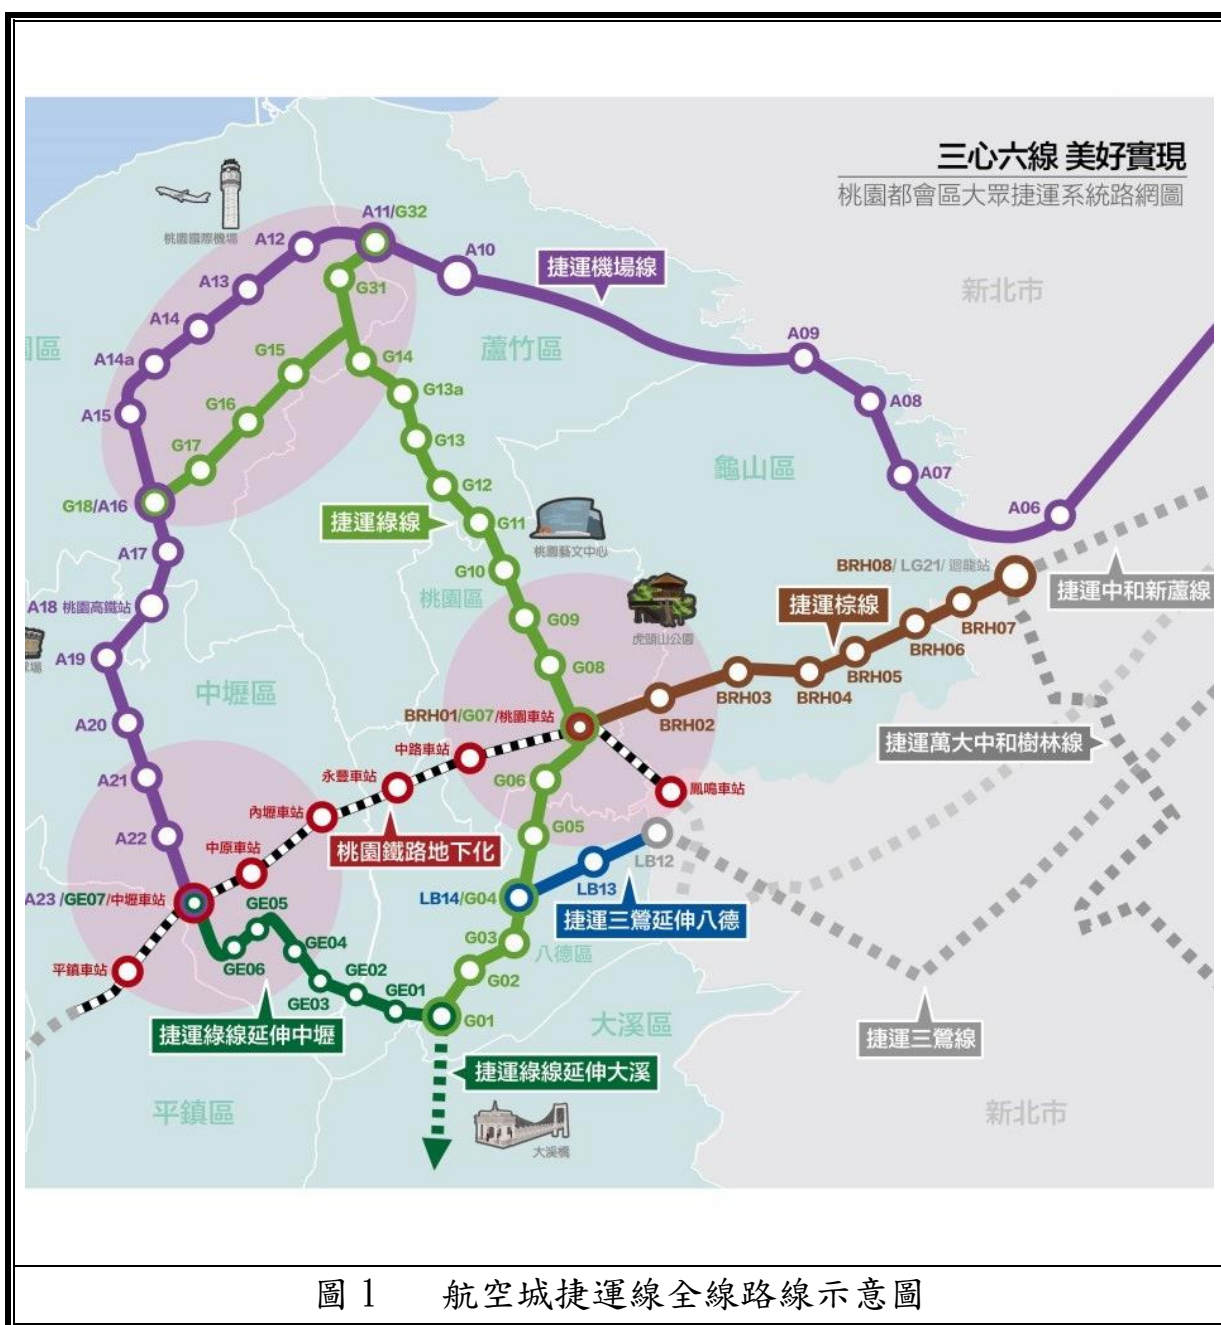 三心六線 美好實現
桃園都會區大眾捷運系統路網圖
桃園國際機場
A11/G32
A12
A10
捷運機場線
新北市
A13
G31
A14
A09
園區
蘆竹區
G15
G14
A14a
G13a
A08
G16
A15
G13
龜山區
G17
A07
G12
G18/A16
捷運綠線
G11
A06
桃園藝文中心
A17
G10
BRH08/ LG21/ 迴龍站
捷運中和新蘆線
桃園區
A18 桃園高鐵站
捷運棕線
G09
BRH07
虎頭山公園
BRH06
A19
G08
BRH05
中壢區
BRH03
BRH04
BRH01/G07/桃園車站
BRH02
A20
中路車站
捷運萬大中和樹林線
A21
永豐車站
G06
鳳鳴車站
內壢車站
A22
G05
中原車站
桃園鐵路地下化
LB12
LB13
A23 /GE07/中壢車站
LB14/G04
GE05
捷運三鶯延伸八德
GE04
G03
八德區
GE06
平鎮車站
GE02
G02
GE03
GE01
G01
捷運綠線延伸中壢
大溪區
捷運三鶯線
捷運綠線延伸大溪
平鎮區
新北市
大溪橋
圖 1 航空城捷運線全線路線示意圖